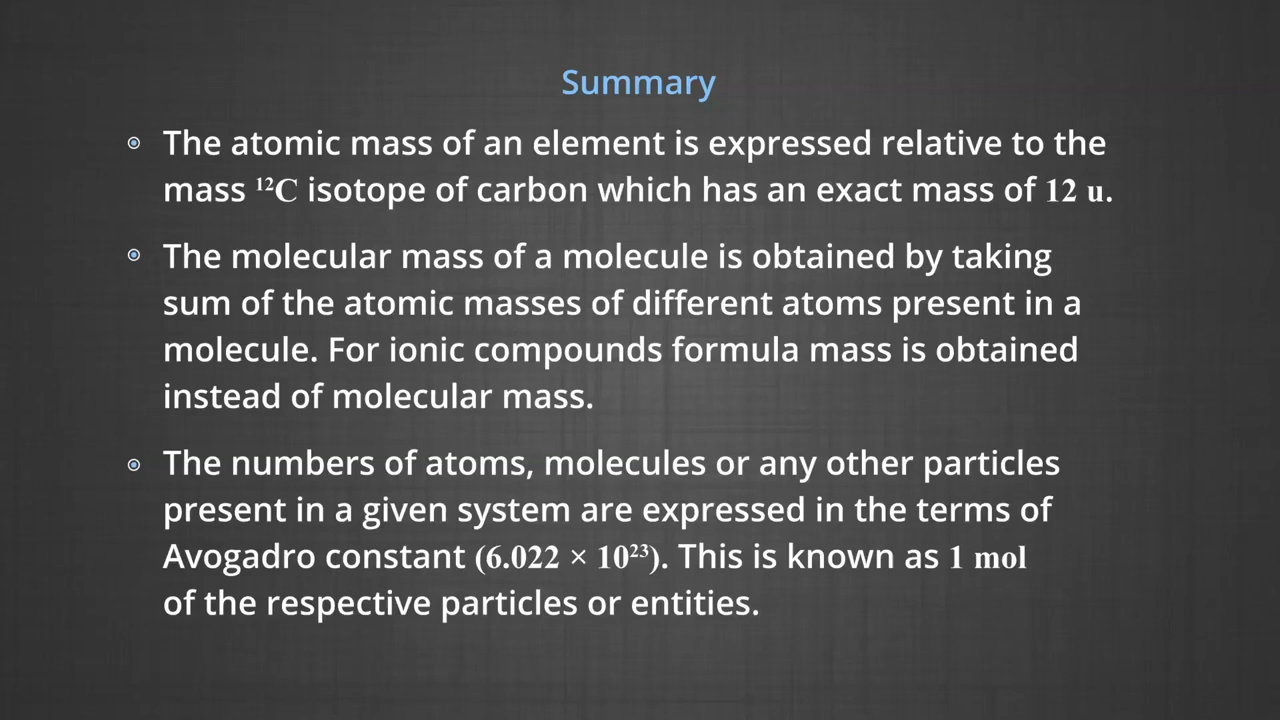 Summary
The atomic mass of an element is expressed relative to the
mass ¹²C isotope of carbon which has an exact mass of 12 u.
The molecular mass of a molecule is obtained by taking
sum of the atomic masses of different atoms present in a
molecule. For ionic compounds formula mass is obtained
instead of molecular mass.
The numbers of atoms, molecules or any other particles
present in a given system are expressed in the terms of
Avogadro constant (6.022 × 10²³). This is known as 1 mol
of the respective particles or entities.